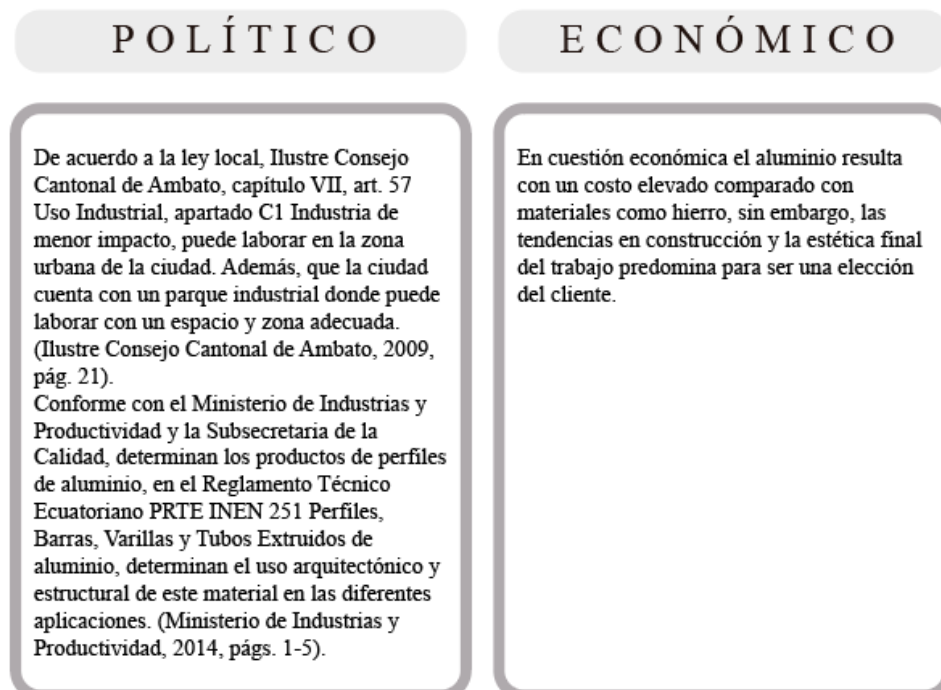 POLÍTICO
De acuerdo a la ley local, Ilustre Consejo
Cantonal de Ambato, capítulo VII, art. 57
Uso Industrial, apartado C1 Industria de
menor impacto, puede laborar en la zona
urbana de la ciudad. Además, que la ciudad
cuenta con un parque industrial donde puede
laborar con un espacio y zona adecuada.
(Ilustre Consejo Cantonal de Ambato, 2009,
pág. 21).
Conforme con el Ministerio de Industrias y
Productividad y la Subsecretaria de la
Calidad, determinan los productos de perfiles
de aluminio, en el Reglamento Técnico
Ecuatoriano PRTE INEN 251 Perfiles,
Barras, Varillas y Tubos Extruidos de
aluminio, determinan el uso arquitectónico y
estructural de este material en las diferentes
aplicaciones. (Ministerio de Industrias y
Productividad, 2014, págs. 1-5).
ECONÓMICO
En cuestión económica el aluminio resulta
con un costo elevado comparado con
materiales como hierro, sin embargo, las
tendencias en construcción y la estética final
del trabajo predomina para ser una elección
del cliente.